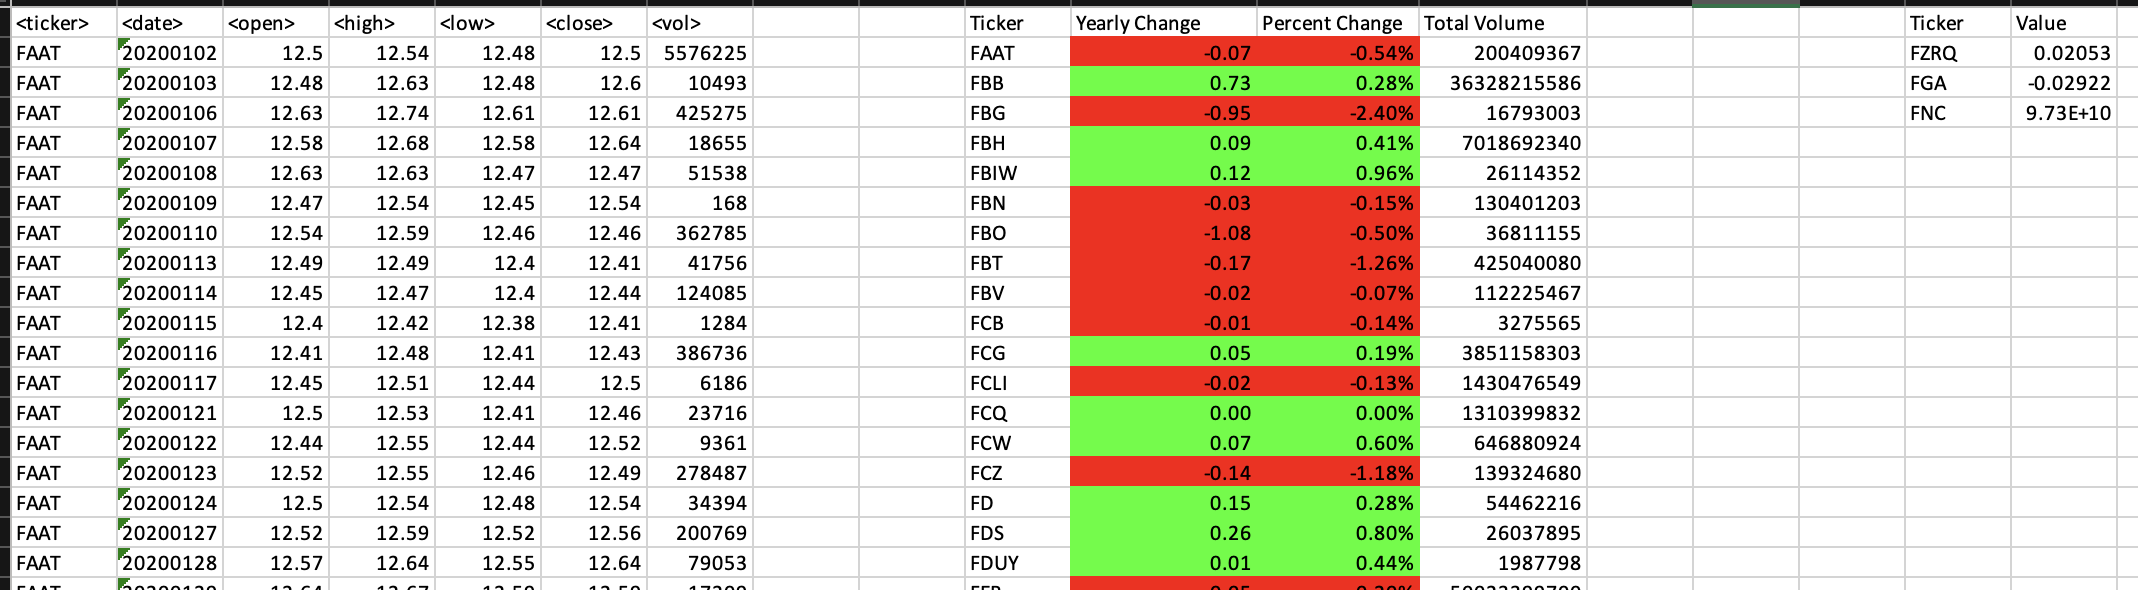 <ticker> <date> <open> <high> <low> <close> <vol> Ticker Yearly Change Percent Change Total Volume Ticker Value
FAAT 20200102 12.5 12.54 12.48 12.5 5576225 FAAT -0.07 -0.54% 200409367 FZRQ 0.02053
FAAT 20200103 12.48 12.63 12.48 12.6 10493 FBB 0.73 0.28% 36328215586 FGA -0.02922
FAAT 20200106 12.63 12.74 12.61 12.61 425275 FBG -0.95 -2.40% 16793003 FNC 9.73E+10
FAAT 20200107 12.58 12.68 12.58 12.64 18655 FBH 0.09 0.41% 7018692340
FAAT 20200108 12.63 12.63 12.47 12.47 51538 FBIW 0.12 0.96% 26114352
FAAT 20200109 12.47 12.54 12.45 12.54 168 FBN -0.03 -0.15% 130401203
FAAT 20200110 12.54 12.59 12.46 12.46 362785 FBO -1.08 -0.50% 36811155
FAAT 20200113 12.49 12.49 12.4 12.41 41756 FBT -0.17 -1.26% 425040080
FAAT 20200114 12.45 12.47 12.4 12.44 124085 FBV -0.02 -0.07% 112225467
FAAT 20200115 12.4 12.42 12.38 12.41 1284 FCB -0.01 -0.14% 3275565
FAAT 20200116 12.41 12.48 12.41 12.43 386736 FCG 0.05 0.19% 3851158303
FAAT 20200117 12.45 12.51 12.44 12.5 6186 FCLI -0.02 -0.13% 1430476549
FAAT 20200121 12.5 12.53 12.41 12.46 23716 FCQ 0.00 0.00% 1310399832
FAAT 20200122 12.44 12.55 12.44 12.52 9361 FCW 0.07 0.60% 646880924
FAAT 20200123 12.52 12.55 12.46 12.49 278487 FCZ -0.14 -1.18% 139324680
FAAT 20200124 12.5 12.54 12.48 12.54 34394 FD 0.15 0.28% 54462216
FAAT 20200127 12.52 12.59 12.52 12.56 200769 FDS 0.26 0.80% 26037895
FAAT 20200128 12.57 12.64 12.55 12.64 79053 FDUY 0.01 0.44% 1987798